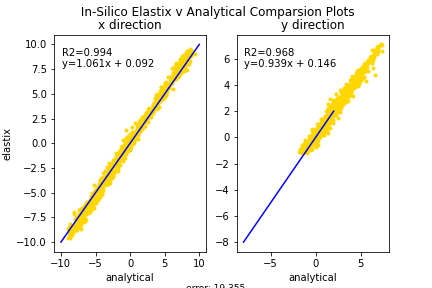 In-Silico Elastix v Analytical Comparsion Plots
x direction
y direction
R2=0.994
y=1.061x + 0.092
R2=0.968
y=0.939x + 0.146
10.0
7.5
5.0
2.5
0.0
−2.5
−5.0
−7.5
−10.0
elastix
−10
−5
0
5
10
analytical
6
4
2
0
−2
−4
−6
−8
−5
0
5
analytical
error: 19.355